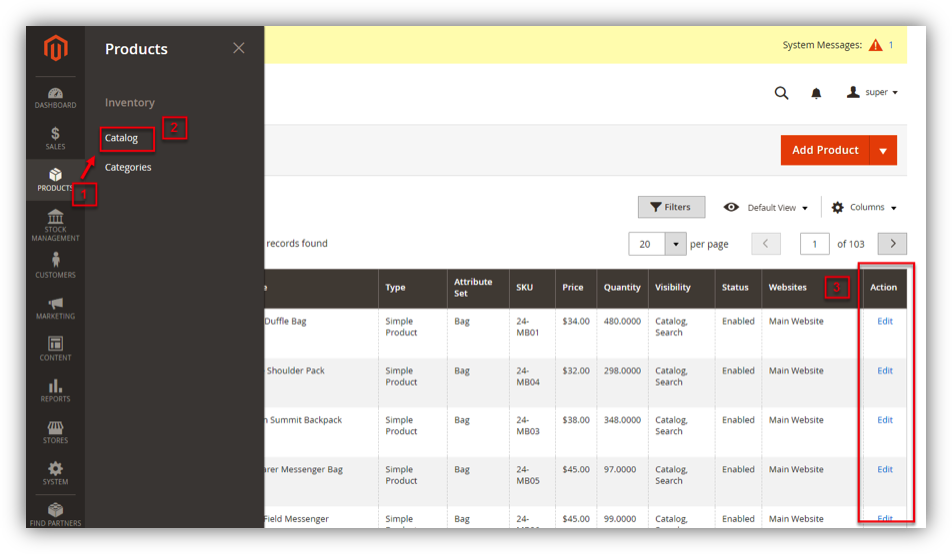 Products
System Messages: 1
DASHBOARD
Inventory
super
SALES
Catalog
2
Categories
Add Product
PRODUCTS
1
Filters
Default View
Columns
STOCK
MANAGEMENT
records found
20
per page
1
of 103
CUSTOMERS
Type
Attribute
Set
SKU
Price
Quantity
Visibility
Status
Websites
3
Action
MARKETING
Duffle Bag
Simple
Product
Bag
24-
MB01
$34.00
480.0000
Catalog,
Search
Enabled
Main Website
Edit
CONTENT
Shoulder Pack
Simple
Product
Bag
24-
MB04
$32.00
298.0000
Catalog,
Search
Enabled
Main Website
Edit
REPORTS
Summit Backpack
Simple
Product
Bag
24-
MB03
$38.00
348.0000
Catalog,
Search
Enabled
Main Website
Edit
STORES
Messenger Bag
Simple
Product
Bag
24-
MB05
$45.00
97.0000
Catalog,
Search
Enabled
Main Website
Edit
SYSTEM
Field Messenger
Simple
Bag
24-
$45.00
99.0000
Catalog,
Enabled
Main Website
Edit
FIND PARTNERS